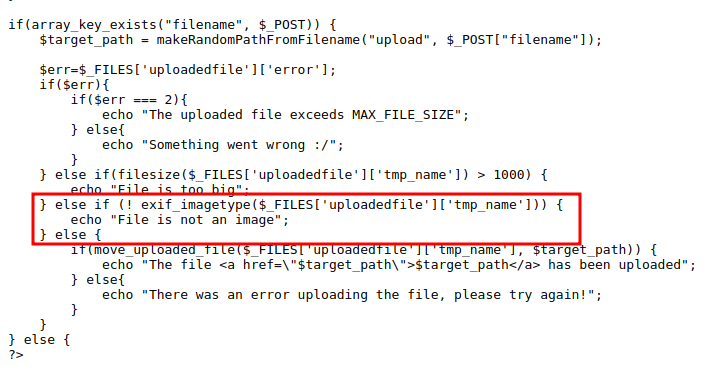 if(array_key_exists("filename", $_POST)) {
    $target_path = makeRandomPathFromFilename("upload", $_POST["filename"]);

    $err=$_FILES['uploadedfile']['error'];
    if($err){
        if($err === 2){
            echo "The uploaded file exceeds MAX_FILE_SIZE";
        } else{
            echo "Something went wrong :/";
        }
    } else if(filesize($_FILES['uploadedfile']['tmp_name']) > 1000) {
        echo "File is too big";
    } else if (! exif_imagetype($_FILES['uploadedfile']['tmp_name'])) {
        echo "File is not an image";
    } else {
        if(move_uploaded_file($_FILES['uploadedfile']['tmp_name'], $target_path)) {
            echo "The file <a href=\"$target_path\">$target_path</a> has been uploaded";
        } else{
            echo "There was an error uploading the file, please try again!";
        }
    }
} else {
?>